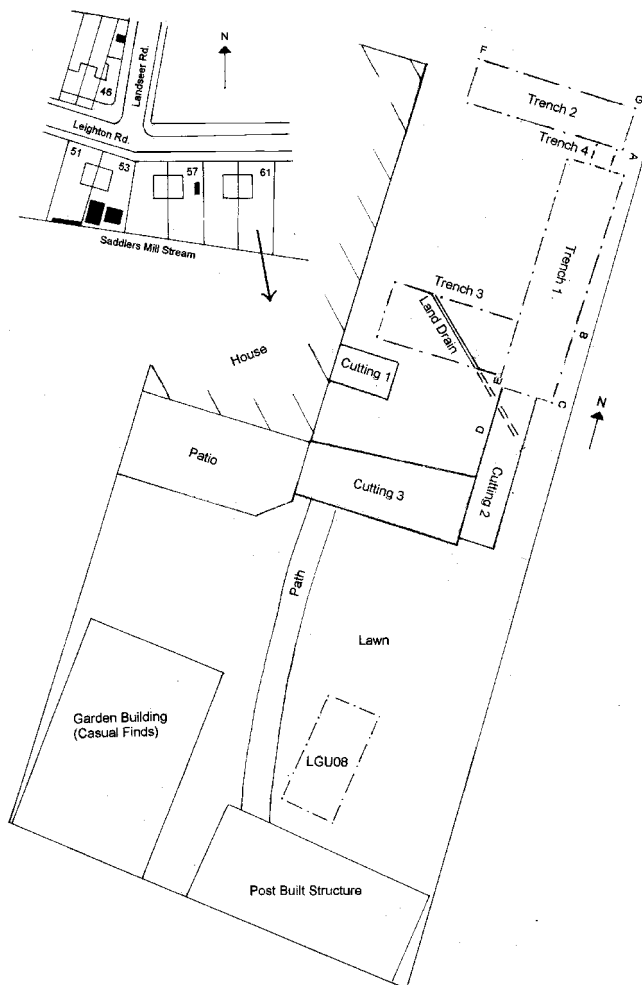 N
Landseer Rd.
46
Leighton Rd.
51
53
57
61
Saddlers Mill Stream
F
G
Trench 2
Trench 4
A
Trench 1
Trench 3
Land Drain
B
House
Cutting 1
E
C
N
D
Patio
Cutting 3
Cutting 2
Path
Lawn
Garden Building
(Casual Finds)
LGU08
Post Built Structure